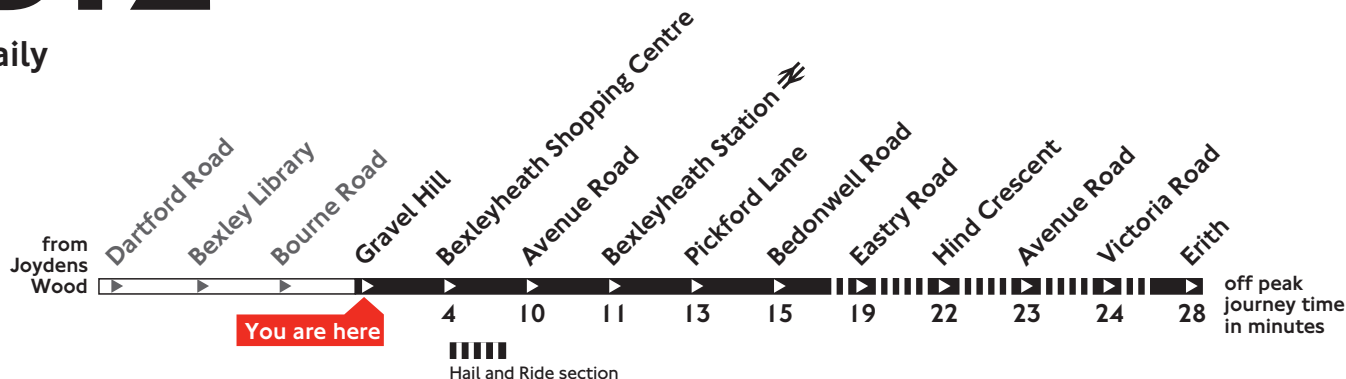 from
Joydens
Wood
Dartford Road
Bexley Library
Bourne Road
Gravel Hill
Bexleyheath Shopping Centre
Avenue Road
Bexleyheath Station
Pickford Lane
Bedonwell Road
Eastry Road
Hind Crescent
Avenue Road
Victoria Road
Erith
You are here
4
10
11
13
15
19
22
23
24
28
off peak
journey time
in minutes
Hail and Ride section